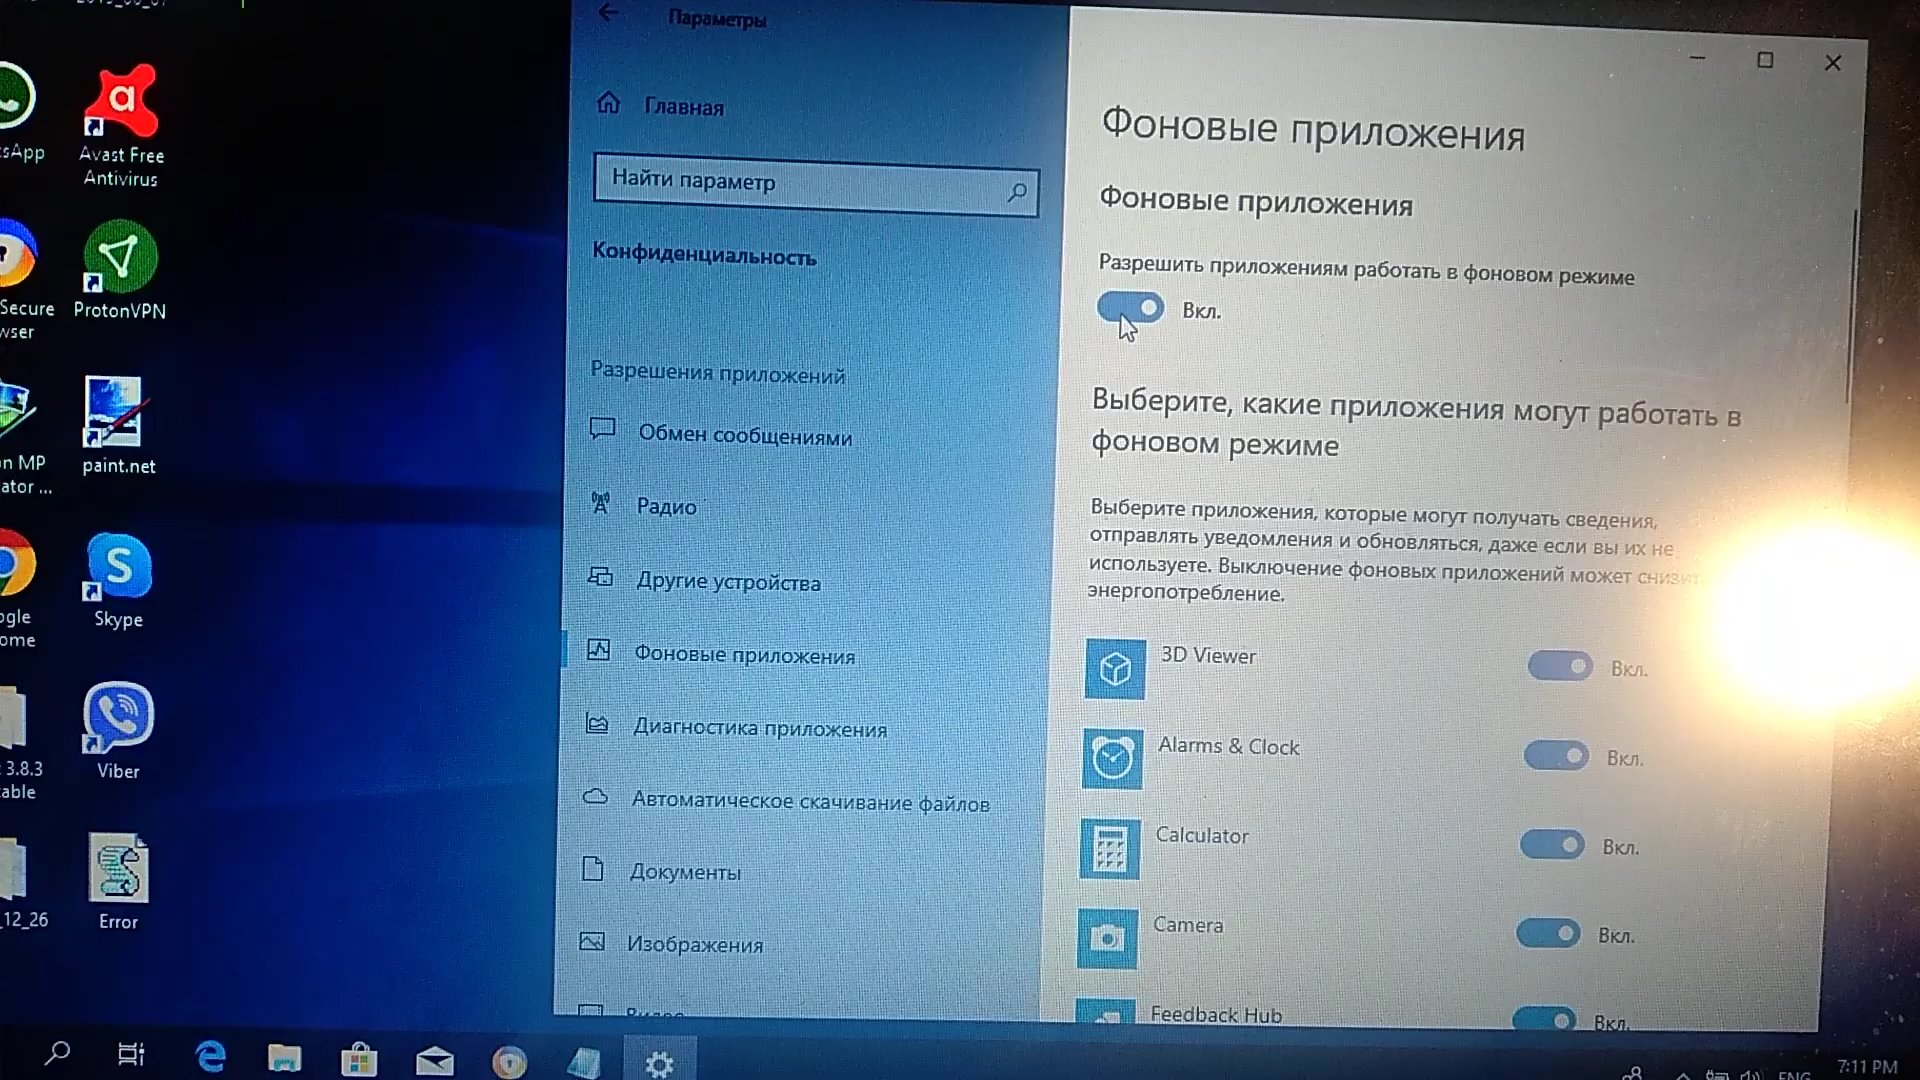 Параметры
Главная
Найти параметр
Конфиденциальность
Разрешения приложений
Обмен сообщениями
Радио
Другие устройства
Фоновые приложения
Диагностика приложения
Автоматическое скачивание файлов
Документы
Изображения
Фоновые приложения
Фоновые приложения
Разрешить приложениям работать в фоновом режиме
Вкл.
Выберите, какие приложения могут работать в
фоновом режиме
Выберите приложения, которые могут получать сведения,
отправлять уведомления и обновляться, даже если вы их не
используете. Выключение фоновых приложений может
энергопотребление.
3D Viewer
Вкл.
Alarms & Clock
Вкл.
Calculator
Вкл.
Camera
Вкл.
Feedback Hub
Вкл.
sApp
Avast Free
Antivirus
Secure
wser
ProtonVPN
n MP
ator ...
paint.net
ogle
ome
Skype
3.8.3
able
Viber
_12_26
Error
ENG
7:11 PM